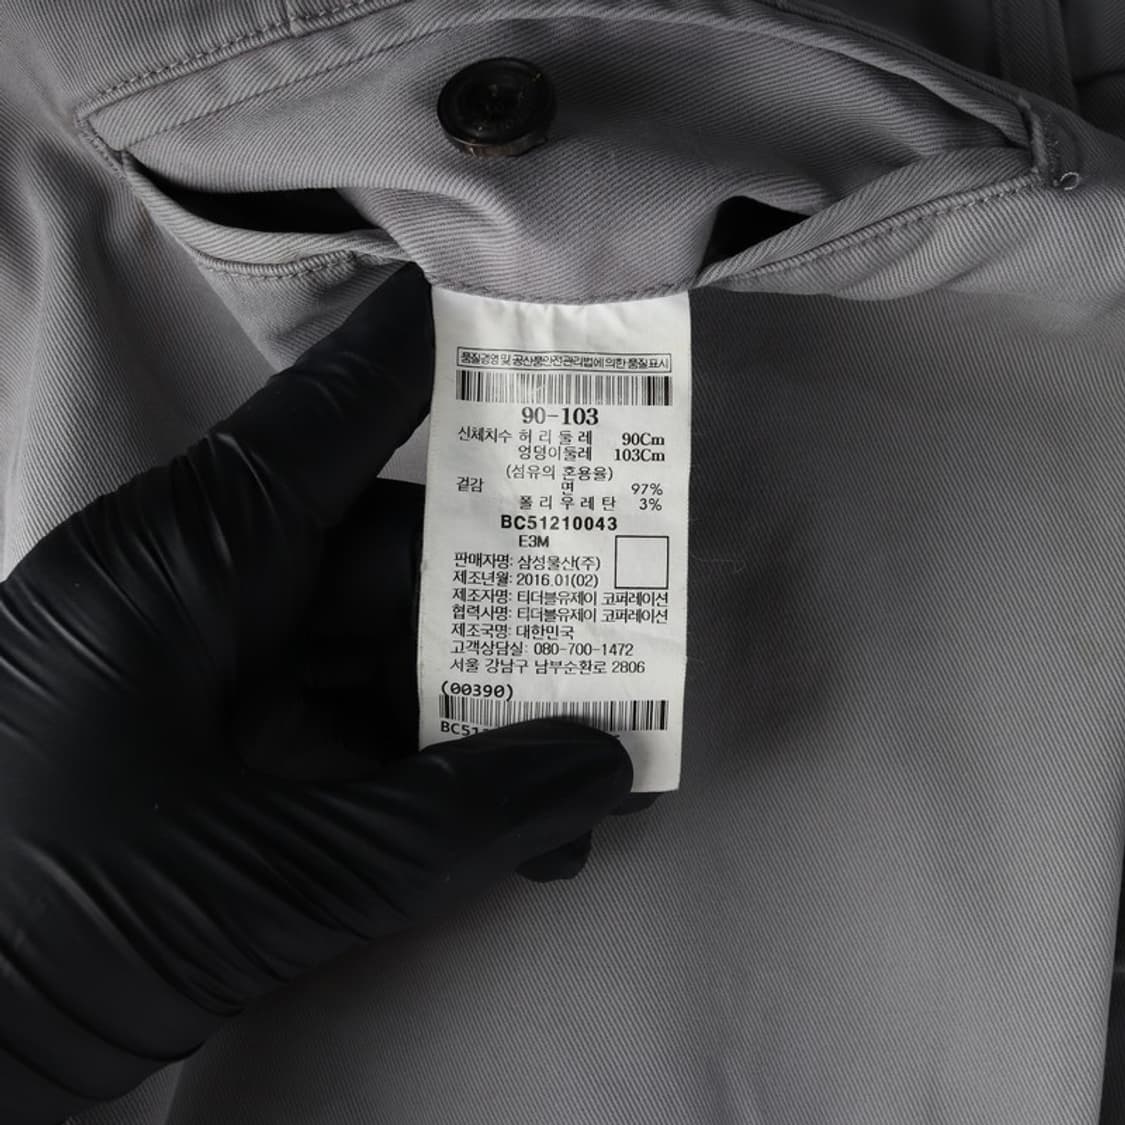 품질경영 및 공산품안전관리법에 의한 품질표시
90-103
신체치수 허 리 둘 레 90Cm
엉덩이둘레 103Cm
(섬유의 혼용율)
겉감 면 97%
폴 리 우 레 탄 3%
BC51210043
E3M
판매자명: 삼성물산(주)
제조년월: 2016.01(02)
제조자명: 티더블유제이 코퍼레이션
협력사명: 티더블유제이 코퍼레이션
제조국명: 대한민국
고객상담실: 080-700-1472
서울 강남구 남부순환로 2806
(00390)